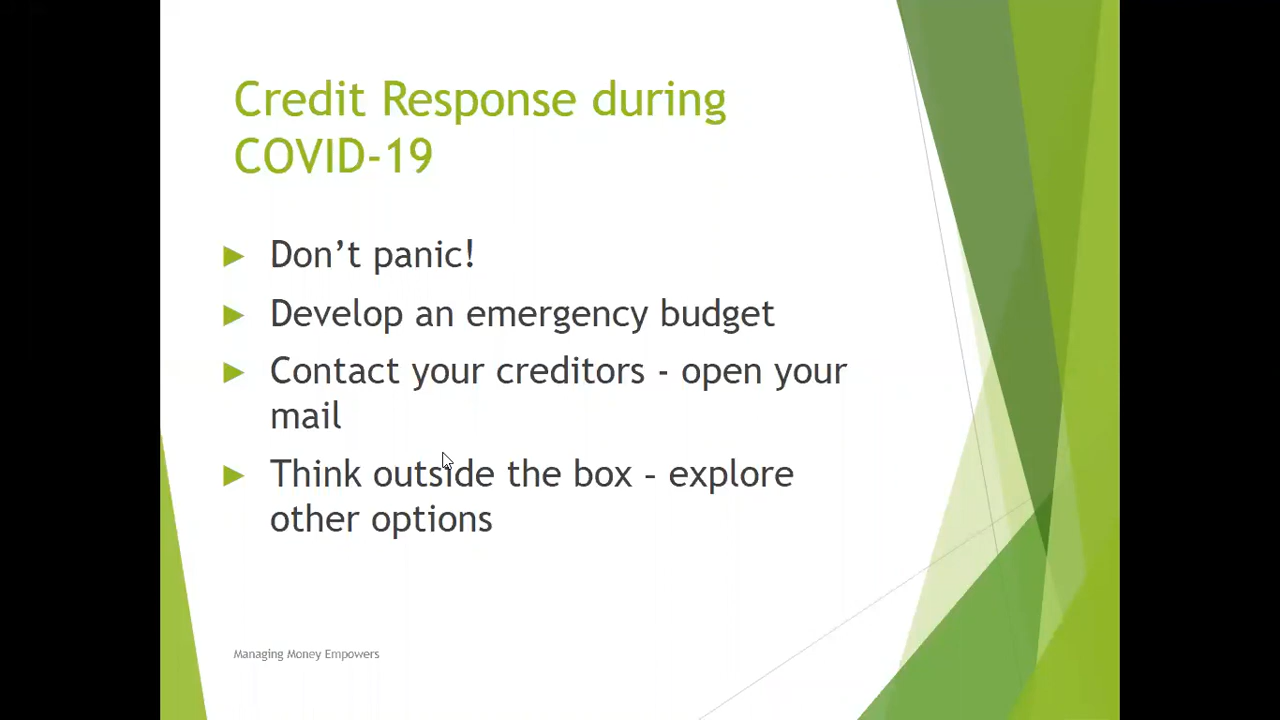 Credit Response during
COVID-19
Don’t panic!
Develop an emergency budget
Contact your creditors - open your
mail
Think outside the box – explore
other options
Managing Money Empowers